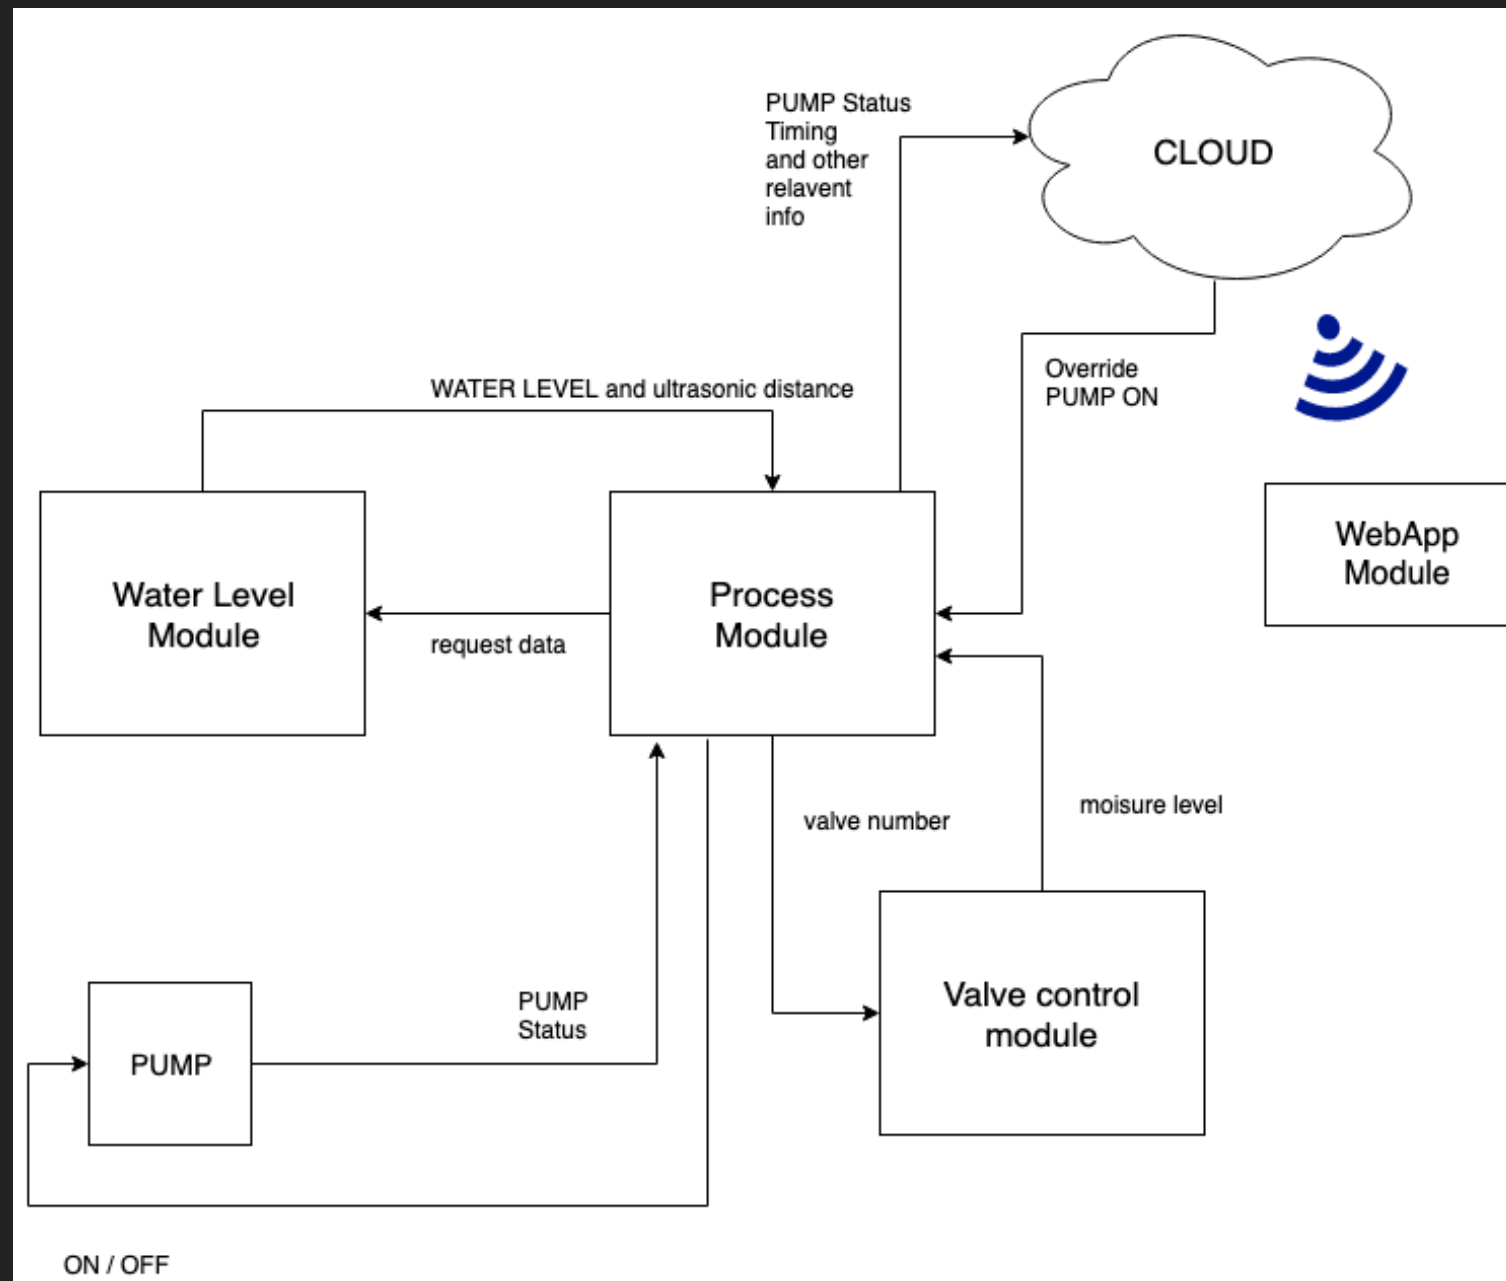 PUMP Status
Timing
and other
relavent
info
CLOUD
Override
PUMP ON
WATER LEVEL and ultrasonic distance
WebApp
Module
Water Level
Module
Process
Module
request data
valve number
moisure level
PUMP
Status
Valve control
module
PUMP
ON / OFF